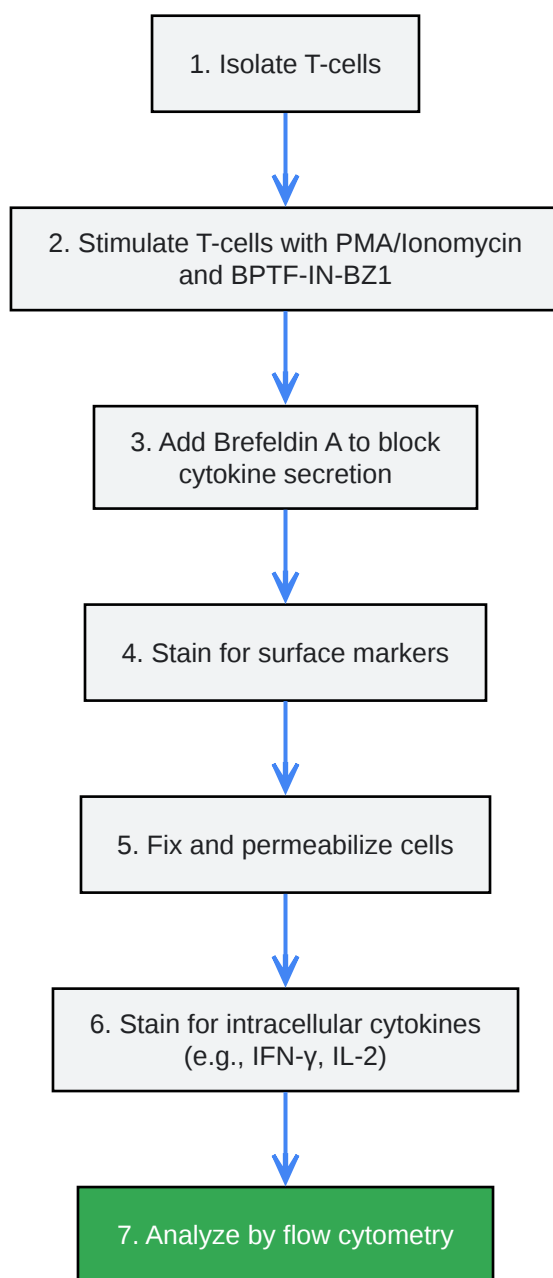 1. Isolate T-cells
2. Stimulate T-cells with PMA/Ionomycin
and BPTF-IN-BZ1
3. Add Brefeldin A to block
cytokine secretion
4. Stain for surface markers
5. Fix and permeabilize cells
6. Stain for intracellular cytokines
(e.g., IFN-γ, IL-2)
7. Analyze by flow cytometry